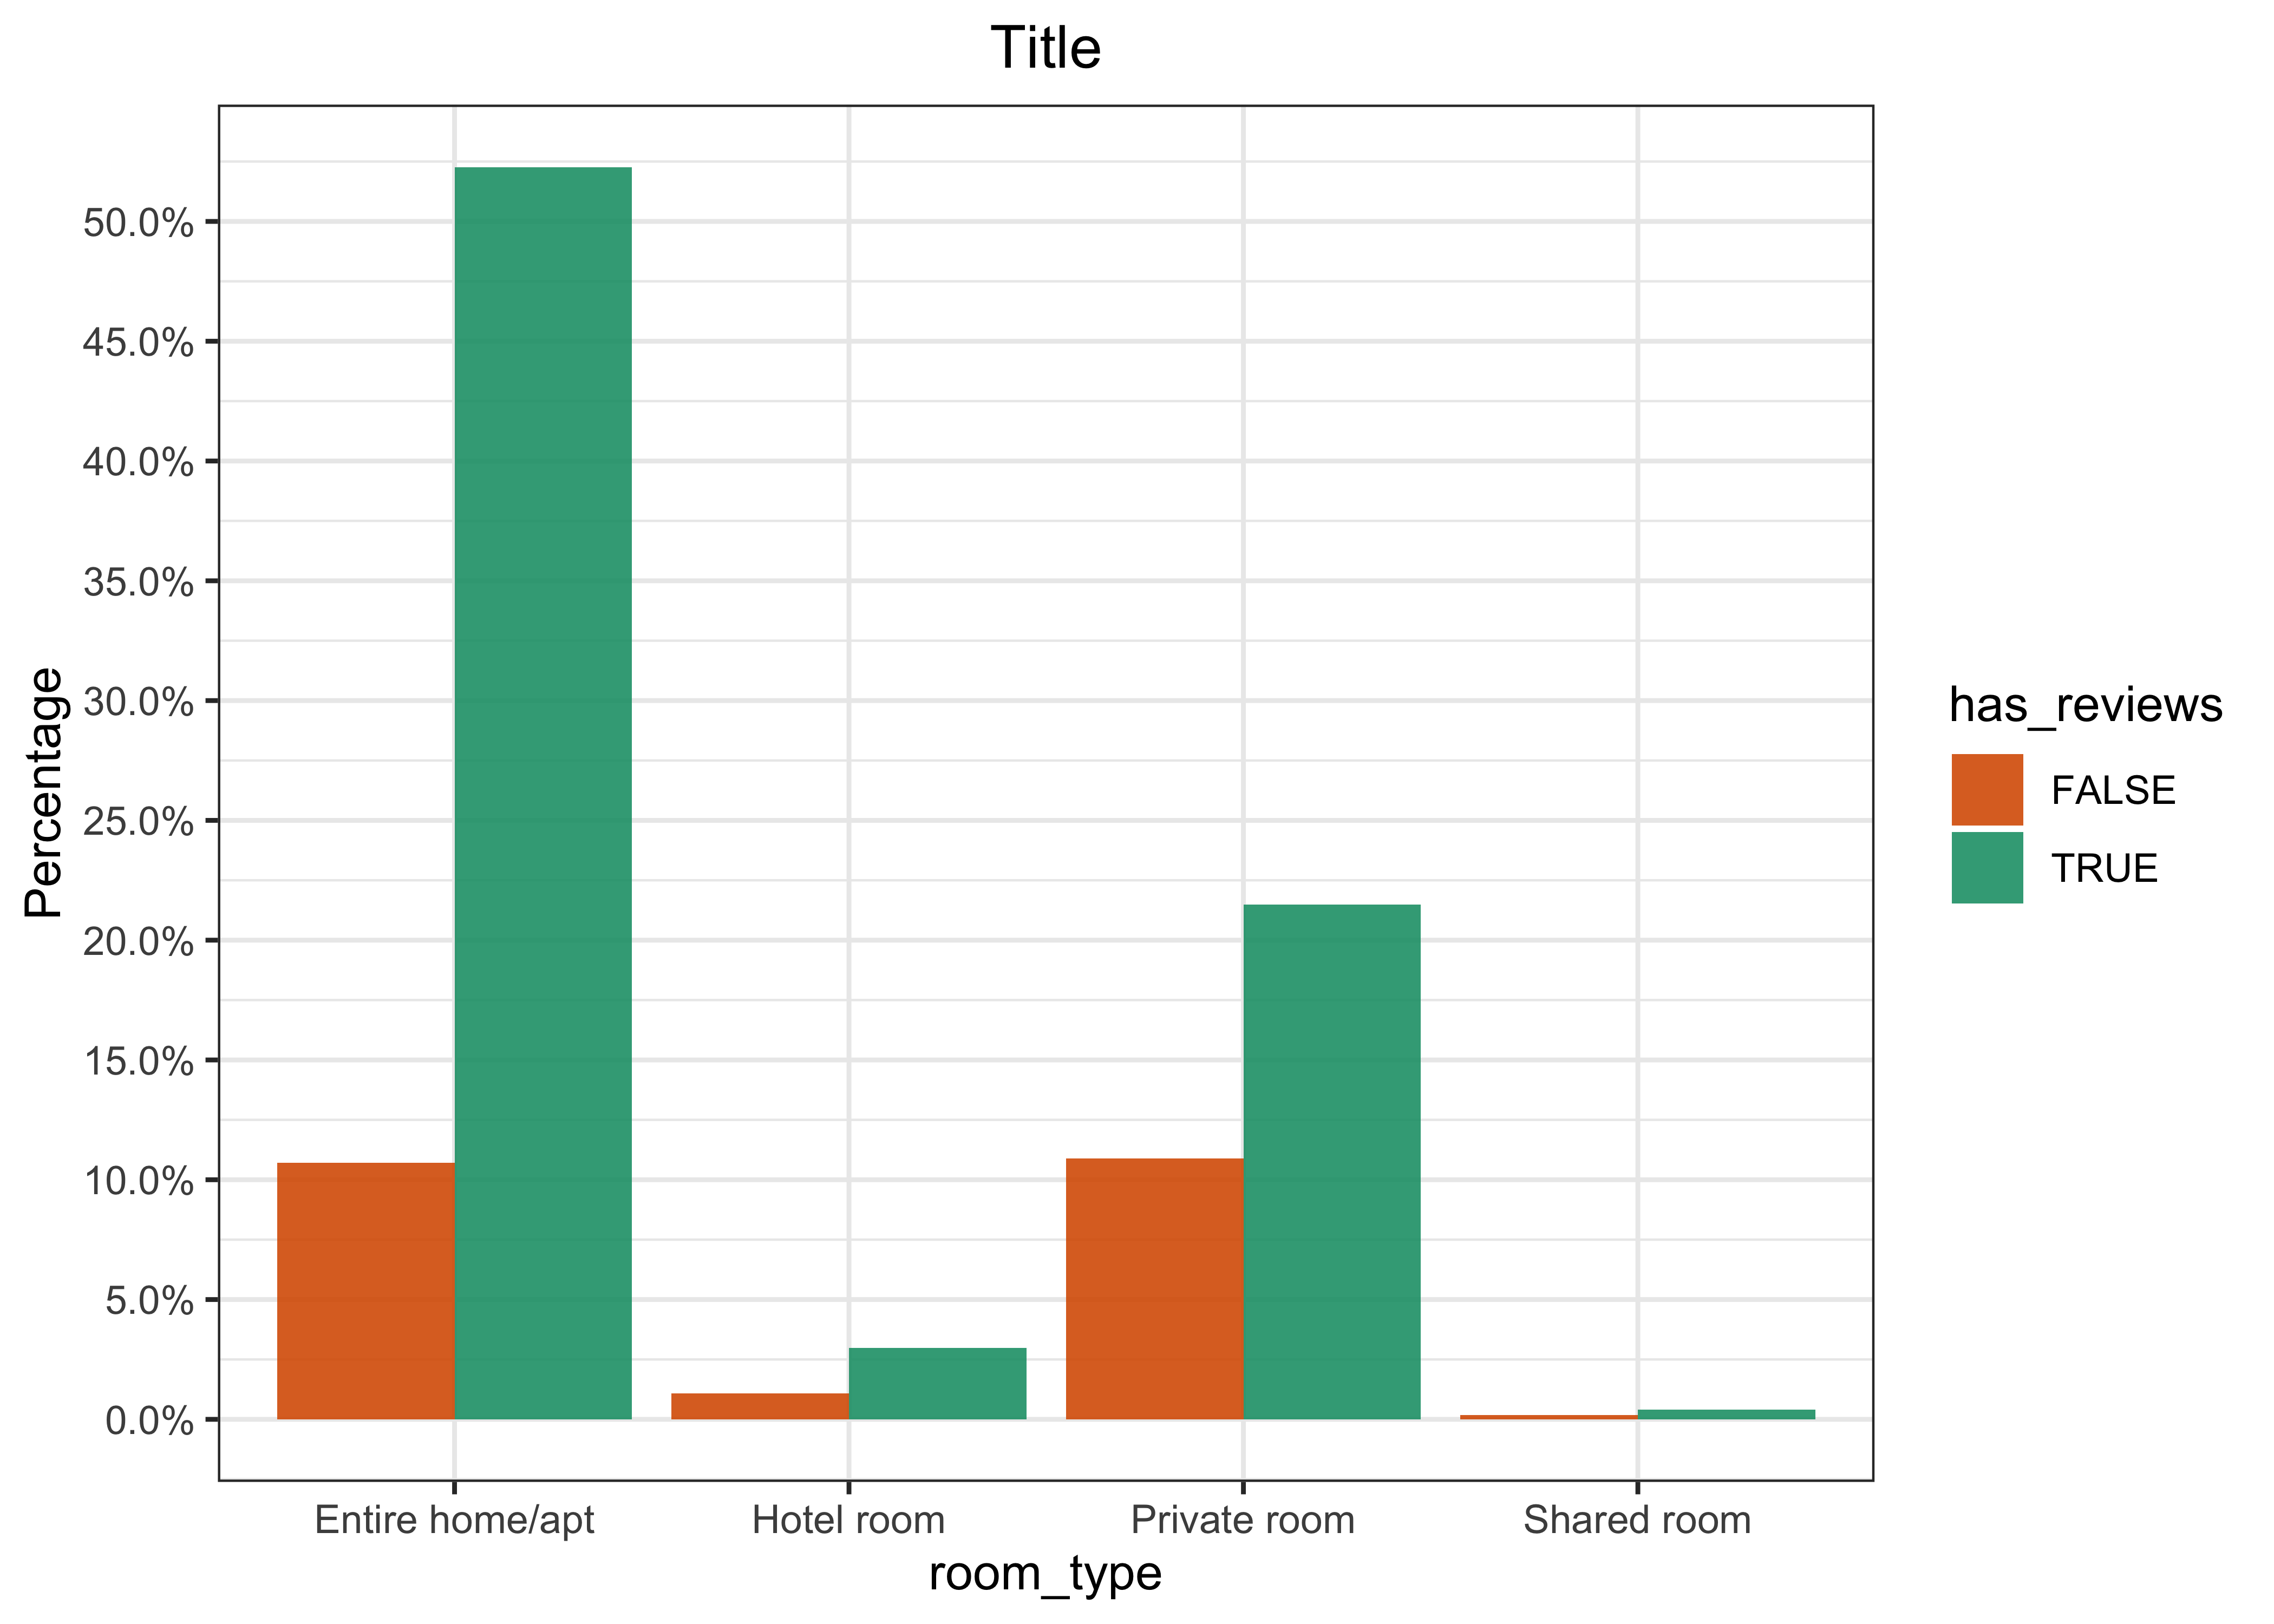 Title
Percentage
50.0%
45.0%
40.0%
35.0%
30.0%
25.0%
20.0%
15.0%
10.0%
5.0%
0.0%
Entire home/apt
Hotel room
Private room
Shared room
room_type
has_reviews
FALSE
TRUE